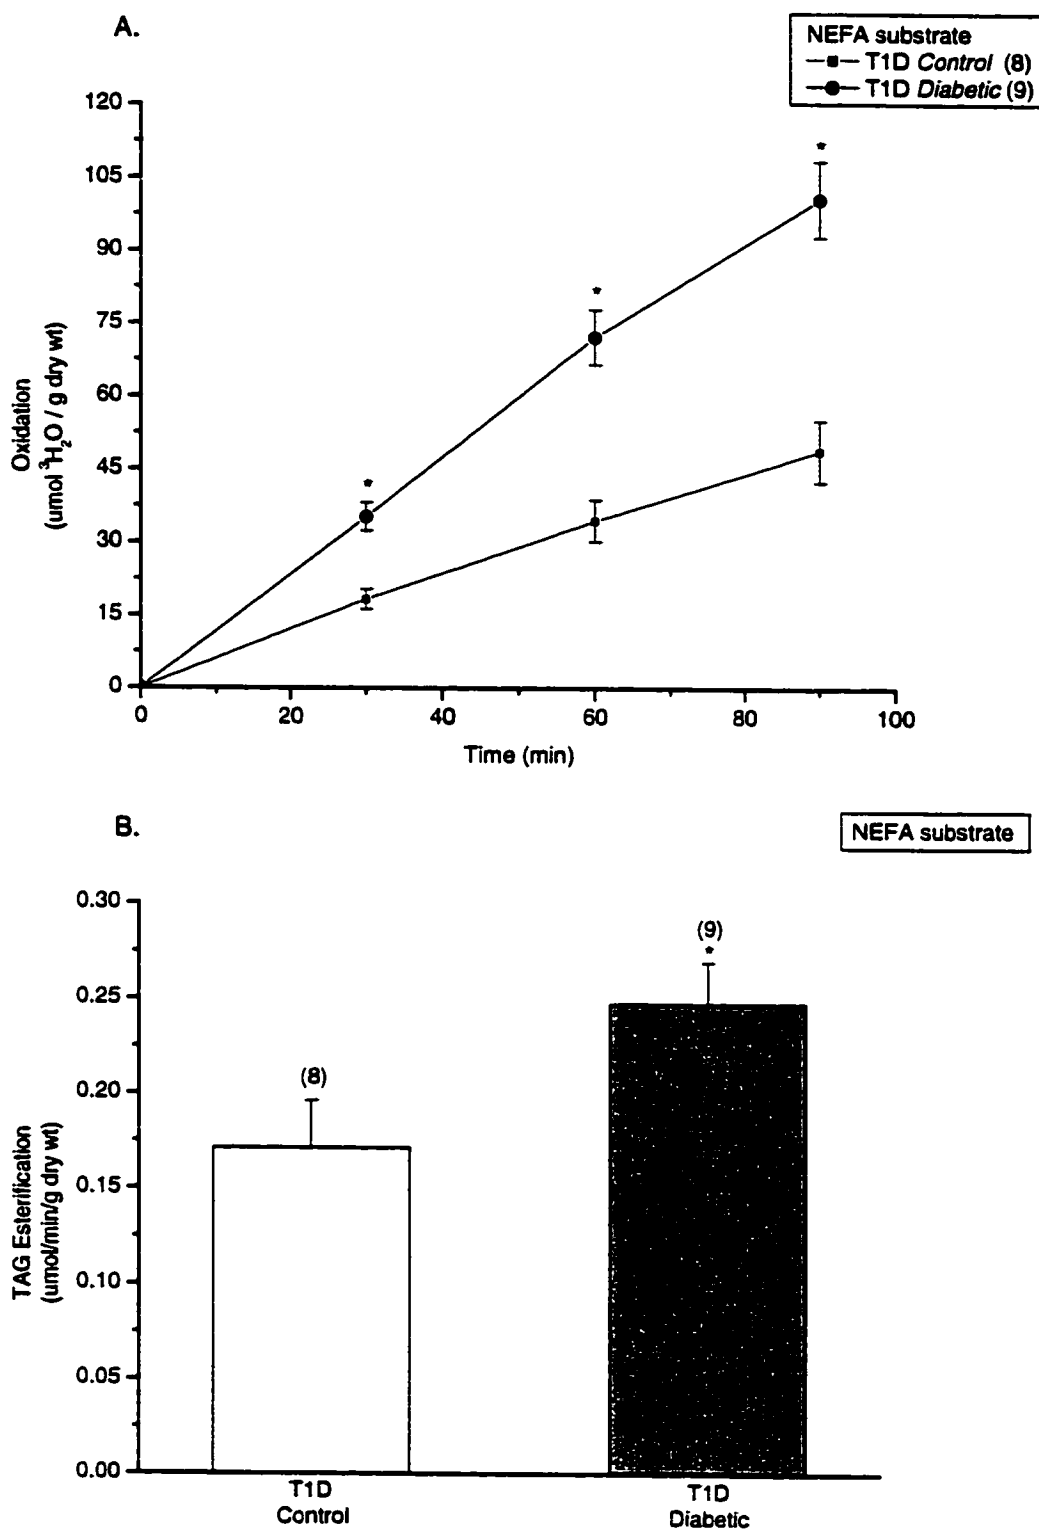 A.
NEFA substrate
T1D Control (8)
T1D Diabetic (9)
120
105
90
75
60
45
30
15
0
Oxidation
(umol ³H₂O / g dry wt)
*
*
*
0
20
40
60
80
100
Time (min)
B.
NEFA substrate
0.30
0.25
0.20
0.15
0.10
0.05
0.00
TAG Esterification
(umol/min/g dry wt)
(8)
(9)
*
T1D
Control
T1D
Diabetic